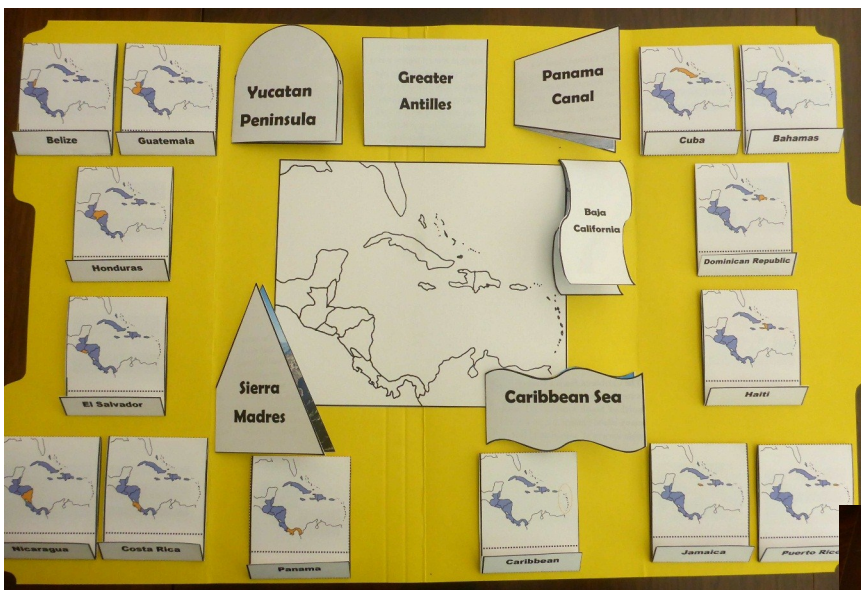 Belize
Guatemala
Yucatan
Peninsula
Greater
Antilles
Panama
Canal
Cuba
Bahamas
Honduras
Baja
California
Dominican Republic
El Salvador
Sierra
Madres
Caribbean Sea
Haiti
Nicaragua
Costa Rica
Panama
Caribbean
Jamaica
Puerto Rico